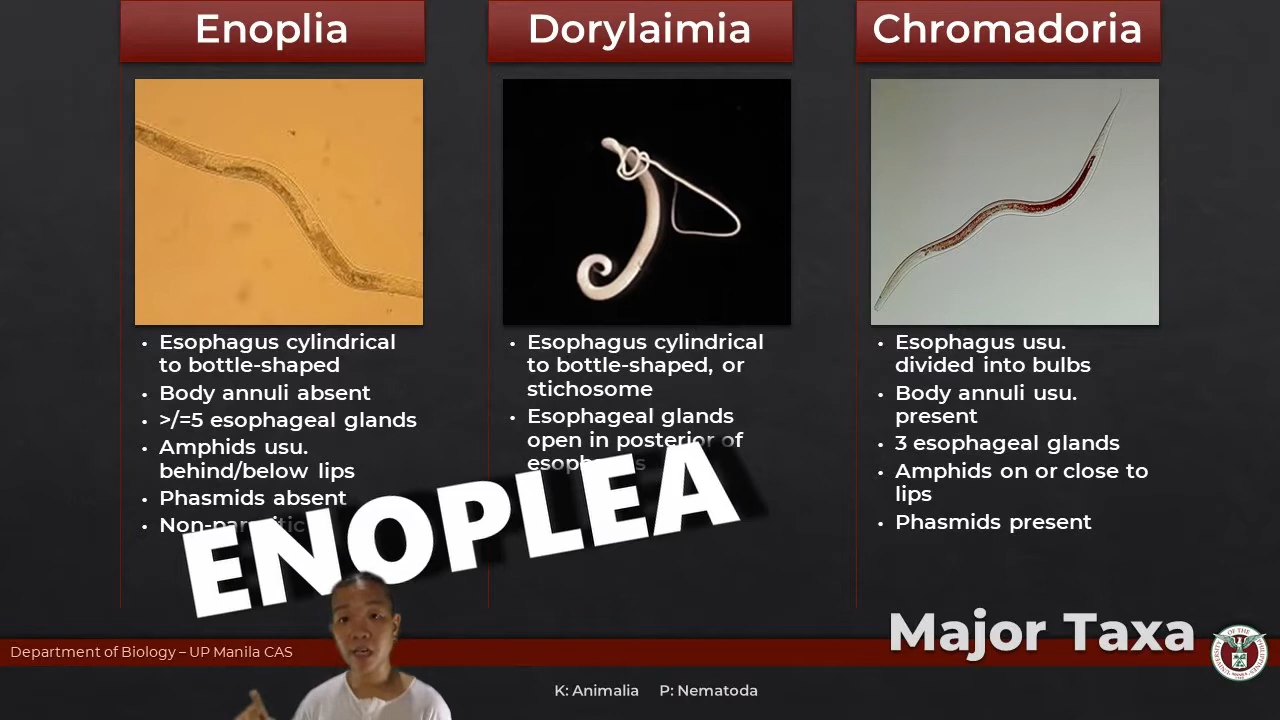 Enoplia
Dorylaimia
Chromadoria
• Esophagus cylindrical
to bottle-shaped
• Body annuli absent
• >/=5 esophageal glands
• Amphids usu.
behind/below lips
• Phasmids absent
• Non-parasitic
• Esophagus cylindrical
to bottle-shaped, or
stichosome
• Esophageal glands
open in posterior of
esophagus
• Esophagus usu.
divided into bulbs
• Body annuli usu.
present
• 3 esophageal glands
• Amphids on or close to
lips
• Phasmids present
ENOPLEA
Major Taxa
Department of Biology – UP Manila CAS
K: Animalia P: Nematoda